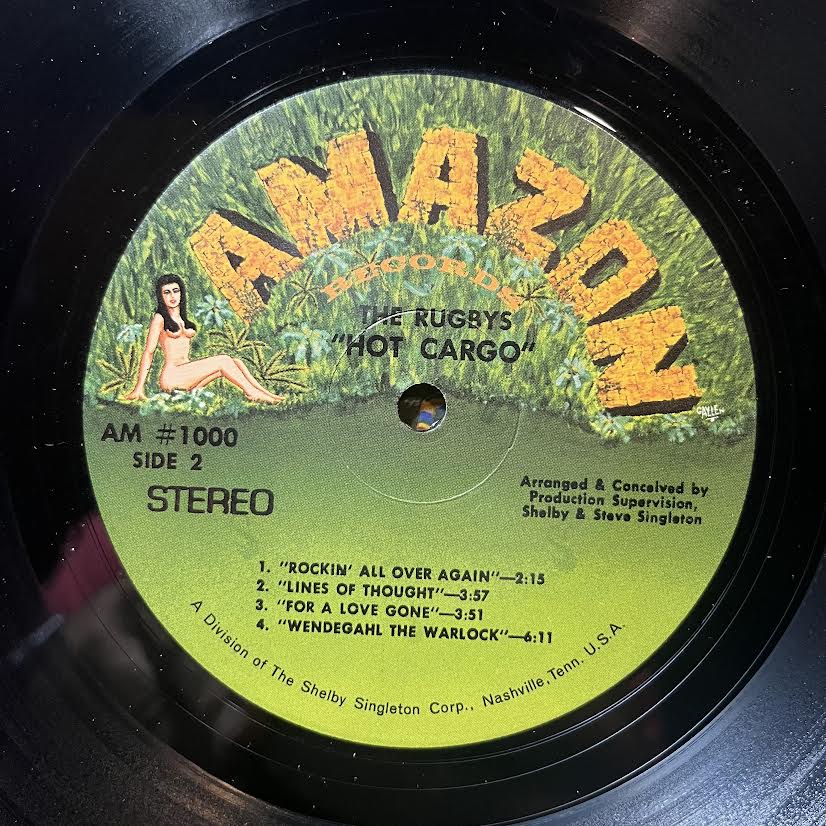 AMAZON
RECORDS
THE RUGBYS
"HOT CARGO"
GAYLE
AM #1000
SIDE 2
STEREO
Arranged & Conceived by
Production Supervision,
Shelby & Steve Singleton
1. "ROCKIN' ALL OVER AGAIN"—2:15
2. "LINES OF THOUGHT"—3:57
3. "FOR A LOVE GONE"—3:51
4. "WENDEGAHL THE WARLOCK"—6:11
A Division of The Shelby Singleton Corp., Nashville, Tenn. U.S.A.